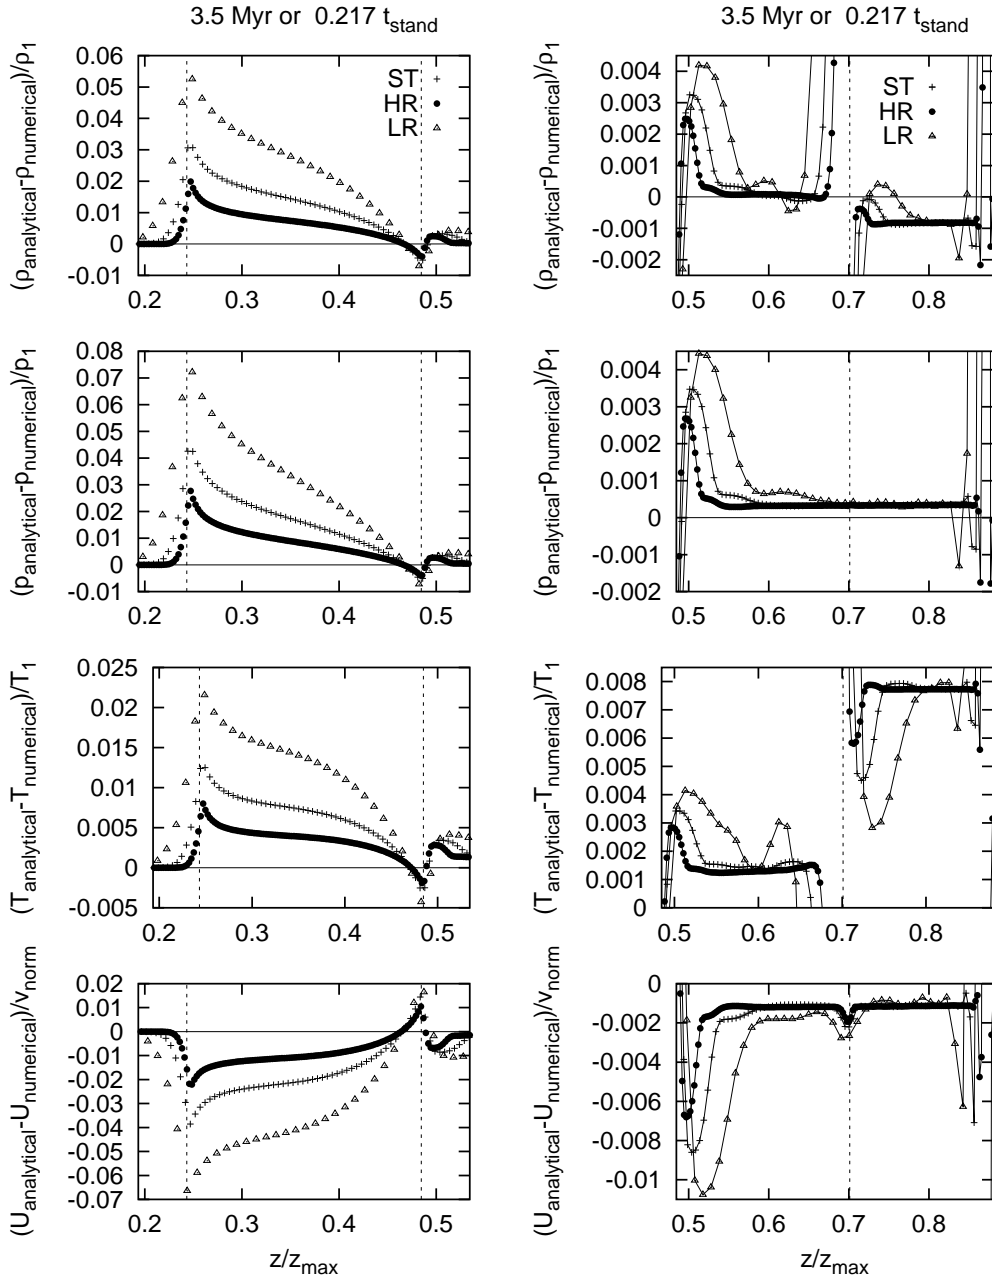 3.5 Myr or 0.217 t_stand
3.5 Myr or 0.217 t_stand
(ρ_analytical-ρ_numerical)/ρ_1
0.06
0.05
0.04
0.03
0.02
0.01
0
-0.01
0.2 0.3 0.4 0.5
ST
HR
LR
(ρ_analytical-ρ_numerical)/ρ_1
0.004
0.003
0.002
0.001
0
-0.001
-0.002
0.5 0.6 0.7 0.8
ST
HR
LR
(p_analytical-p_numerical)/p_1
0.08
0.07
0.06
0.05
0.04
0.03
0.02
0.01
0
-0.01
0.2 0.3 0.4 0.5
(p_analytical-p_numerical)/p_1
0.004
0.003
0.002
0.001
0
-0.001
-0.002
0.5 0.6 0.7 0.8
(T_analytical-T_numerical)/T_1
0.025
0.02
0.015
0.01
0.005
0
-0.005
0.2 0.3 0.4 0.5
(T_analytical-T_numerical)/T_1
0.008
0.007
0.006
0.005
0.004
0.003
0.002
0.001
0
0.5 0.6 0.7 0.8
(U_analytical-U_numerical)/v_norm
0.02
0.01
0
-0.01
-0.02
-0.03
-0.04
-0.05
-0.06
-0.07
0.2 0.3 0.4 0.5
z/z_max
(U_analytical-U_numerical)/v_norm
0
-0.002
-0.004
-0.006
-0.008
-0.01
0.5 0.6 0.7 0.8
z/z_max